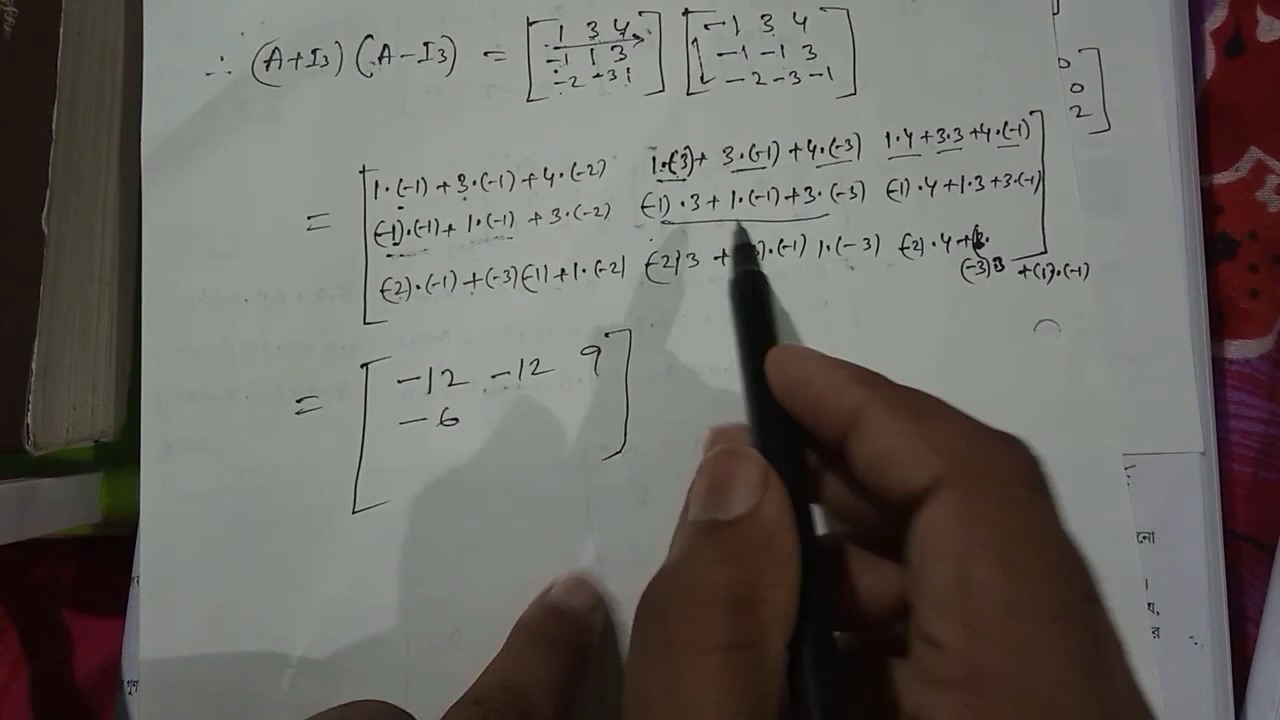 ∴ (A+I₃) (A-I₃) = [1 3 4] [-1 3 4]
-1 1 3 -1 -1 3
-2 -3 1 -2 -3 -1
0
0
2
= [1·(-1)+3·(-1)+4·(-2) 1·(3)+ 3·(-1)+4·(-3) 1·4+3·3+4·(-1)]
(-1)·(-1)+1·(-1)+3·(-2) (-1)·3+1·(-1)+3·(-3) (-1)·4+1·3+3·(-1)
(-2)·(-1)+(-3)(-1)+1·(-2) (-2)3 + )·(-1) 1·(-3) (-2)·4+
(-3)3 +(1)·(-1)
= [-12 -12 9]
-6
নো
।
য,
র